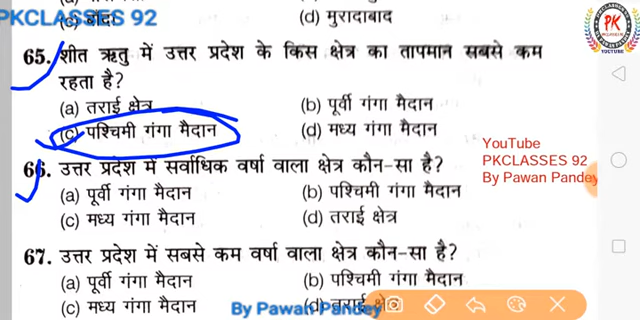 PKCLASSES 92
(c) बांदा (d) मुरादाबाद
65. शीत ऋतु में उत्तर प्रदेश के किस क्षेत्र का तापमान सबसे कम
रहता है?
(a) तराई क्षेत्र (b) पूर्वी गंगा मैदान
(c) पश्चिमी गंगा मैदान (d) मध्य गंगा मैदान
YouTube
PKCLASSES 92
By Pawan Pandey
66. उत्तर प्रदेश में सर्वाधिक वर्षा वाला क्षेत्र कौन-सा है?
(a) पूर्वी गंगा मैदान (b) पश्चिमी गंगा मैदान
(c) मध्य गंगा मैदान (d) तराई क्षेत्र
67. उत्तर प्रदेश में सबसे कम वर्षा वाला क्षेत्र कौन-सा है?
(a) पूर्वी गंगा मैदान (b) पश्चिमी गंगा मैदान
(c) मध्य गंगा मैदान (d) तराई क्षेत्र
By Pawan Pandey
PK
YOUTUBE